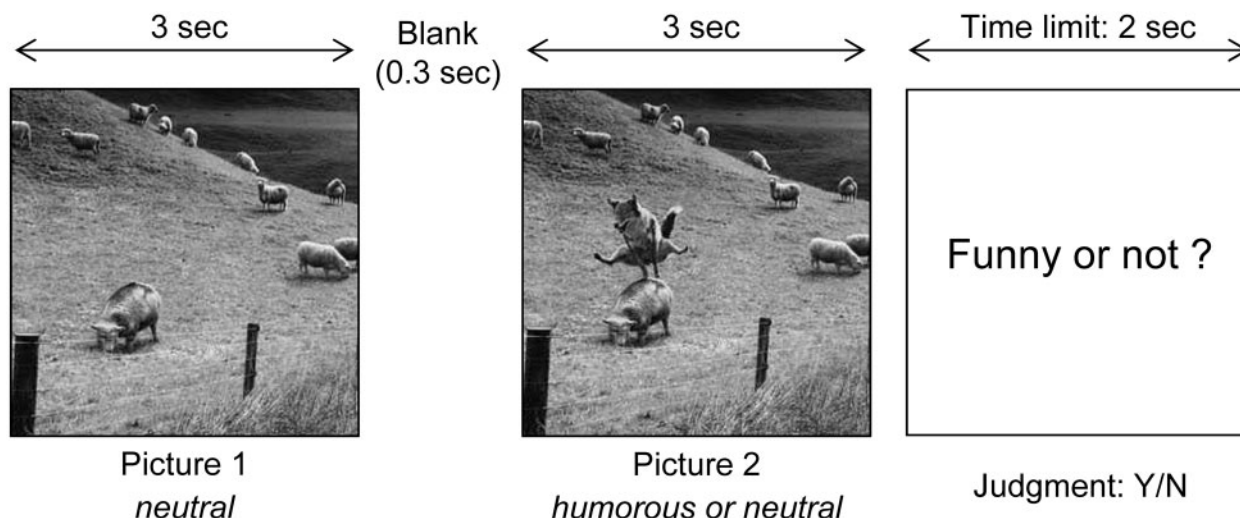 3 sec
Blank
(0.3 sec)
3 sec
Time limit: 2 sec
Funny or not ?
Picture 1
neutral
Picture 2
humorous or neutral
Judgment: Y/N